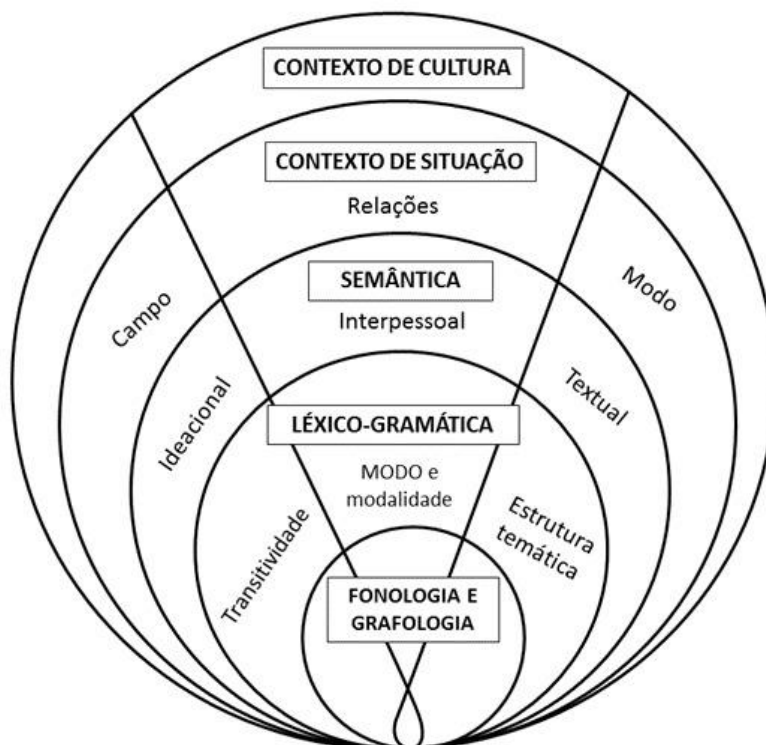 CONTEXTO DE CULTURA
CONTEXTO DE SITUAÇÃO
Relações
Campo
Modo
SEMÂNTICA
Interpessoal
Ideacional
Textual
LÉXICO-GRAMÁTICA
MODO e
modalidade
Transitividade
Estrutura
temática
FONOLOGIA E
GRAFOLOGIA